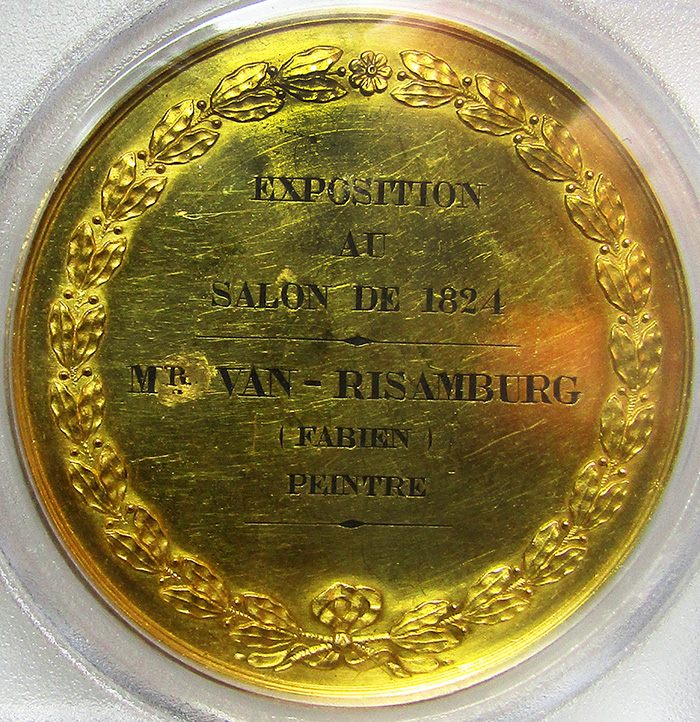 EXPOSITION
AU
SALON DE 1824
MR. VAN-RISAMBURG
(FABIEN)
PEINTRE